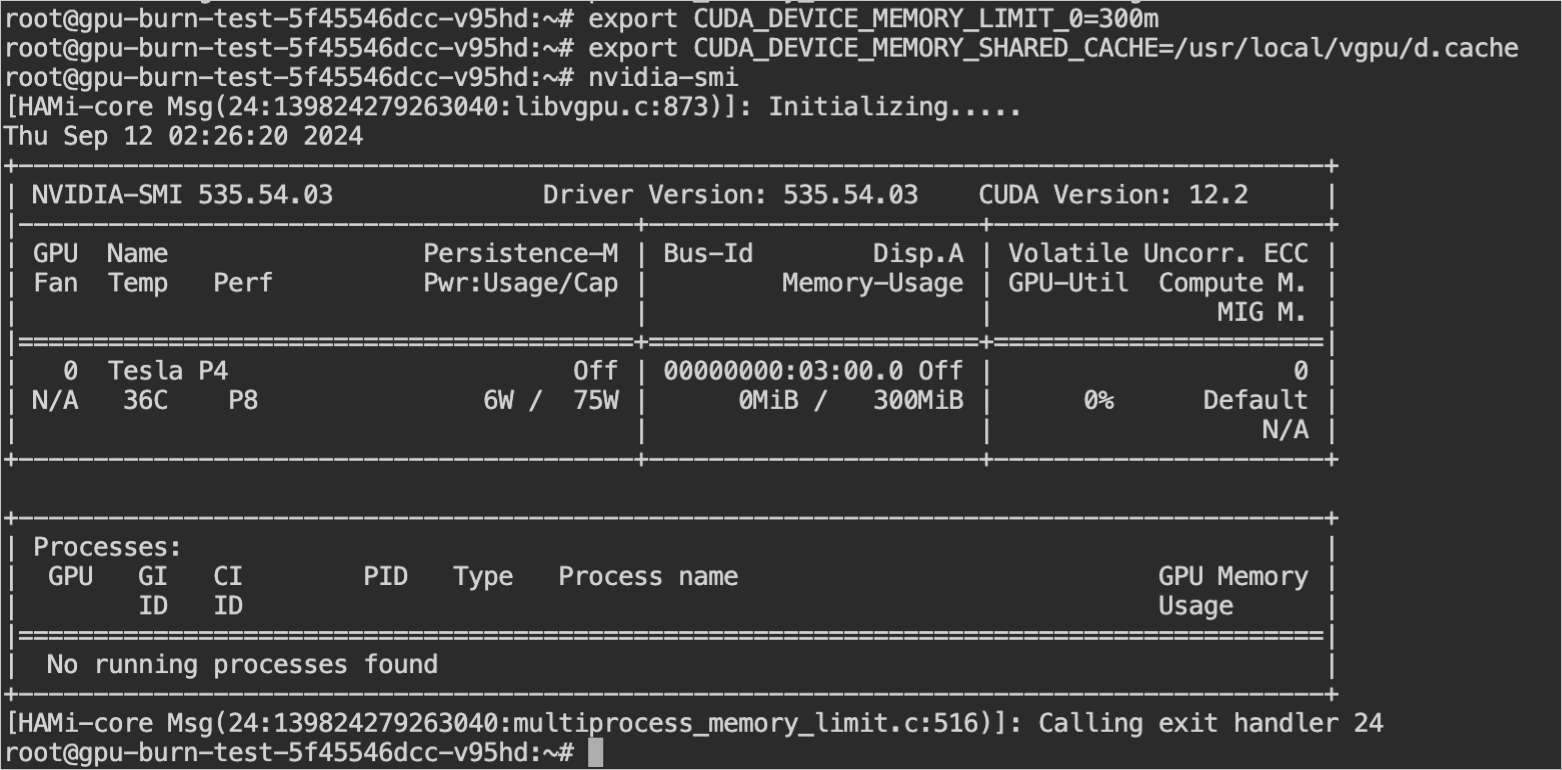 root@gpu-burn-test-5f45546dcc-v95hd:~# export CUDA_DEVICE_MEMORY_LIMIT_0=300m
root@gpu-burn-test-5f45546dcc-v95hd:~# export CUDA_DEVICE_MEMORY_SHARED_CACHE=/usr/local/vgpu/d.cache
root@gpu-burn-test-5f45546dcc-v95hd:~# nvidia-smi
[HAMi-core Msg(24:139824279263040:libvgpu.c:873)]: Initializing.....
Thu Sep 12 02:26:20 2024
+---------------------------------------------------------------------------------------+
| NVIDIA-SMI 535.54.03              Driver Version: 535.54.03    CUDA Version: 12.2     |
|-----------------------------------------+----------------------+----------------------+
| GPU  Name                 Persistence-M | Bus-Id        Disp.A | Volatile Uncorr. ECC |
| Fan  Temp   Perf          Pwr:Usage/Cap |         Memory-Usage | GPU-Util  Compute M. |
|                                         |                      |               MIG M. |
|=========================================+======================+======================|
|   0  Tesla P4                       Off | 00000000:03:00.0 Off |                    0 |
| N/A   36C    P8               6W /  75W |     0MiB /   300MiB |      0%      Default |
|                                         |                      |                  N/A |
+-----------------------------------------+----------------------+----------------------+
+---------------------------------------------------------------------------------------+
| Processes:                                                                            |
|  GPU   GI   CI        PID   Type   Process name                            GPU Memory |
|        ID   ID                                                             Usage      |
|=======================================================================================|
|  No running processes found                                                           |
+---------------------------------------------------------------------------------------+
[HAMi-core Msg(24:139824279263040:multiprocess_memory_limit.c:516)]: Calling exit handler 24
root@gpu-burn-test-5f45546dcc-v95hd:~#